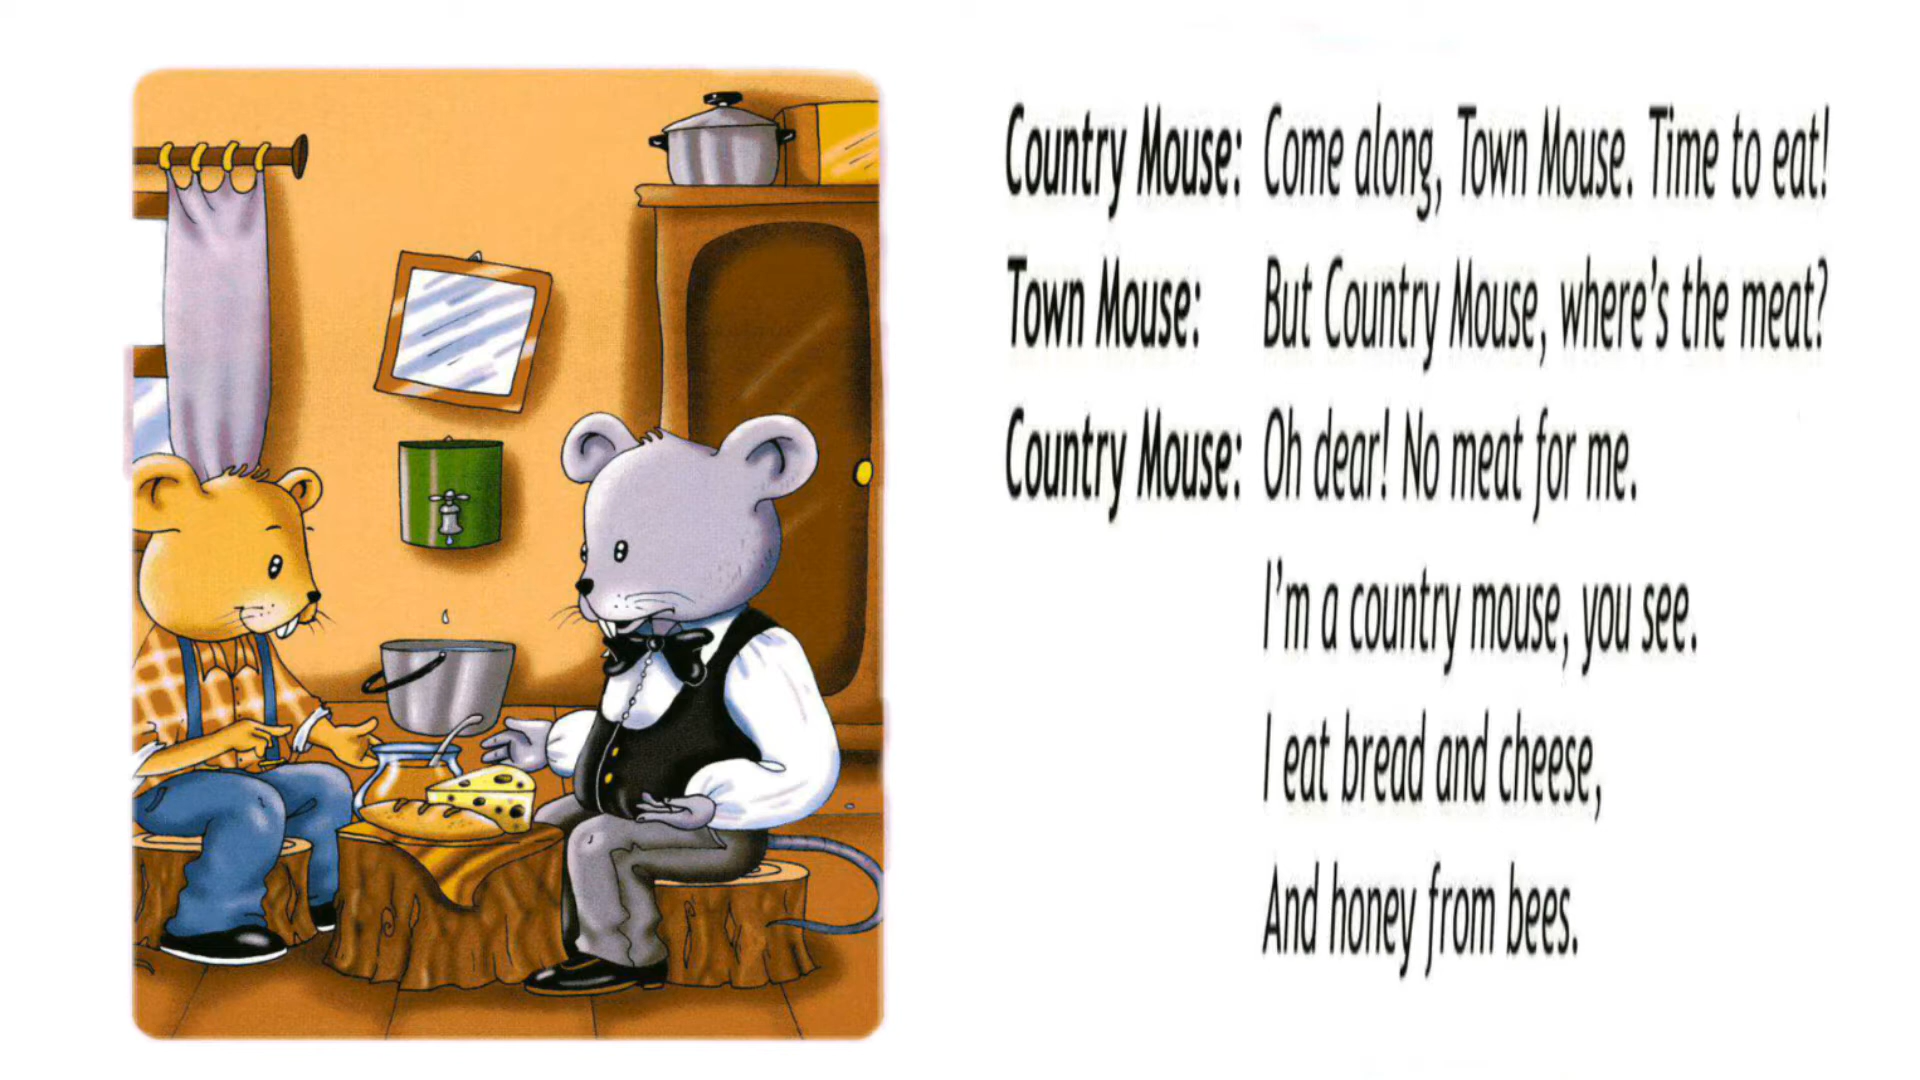 Country Mouse: Come along, Town Mouse. Time to eat!
Town Mouse: But Country Mouse, where's the meat?
Country Mouse: Oh dear! No meat for me.
I'm a country mouse, you see.
I eat bread and cheese,
And honey from bees.